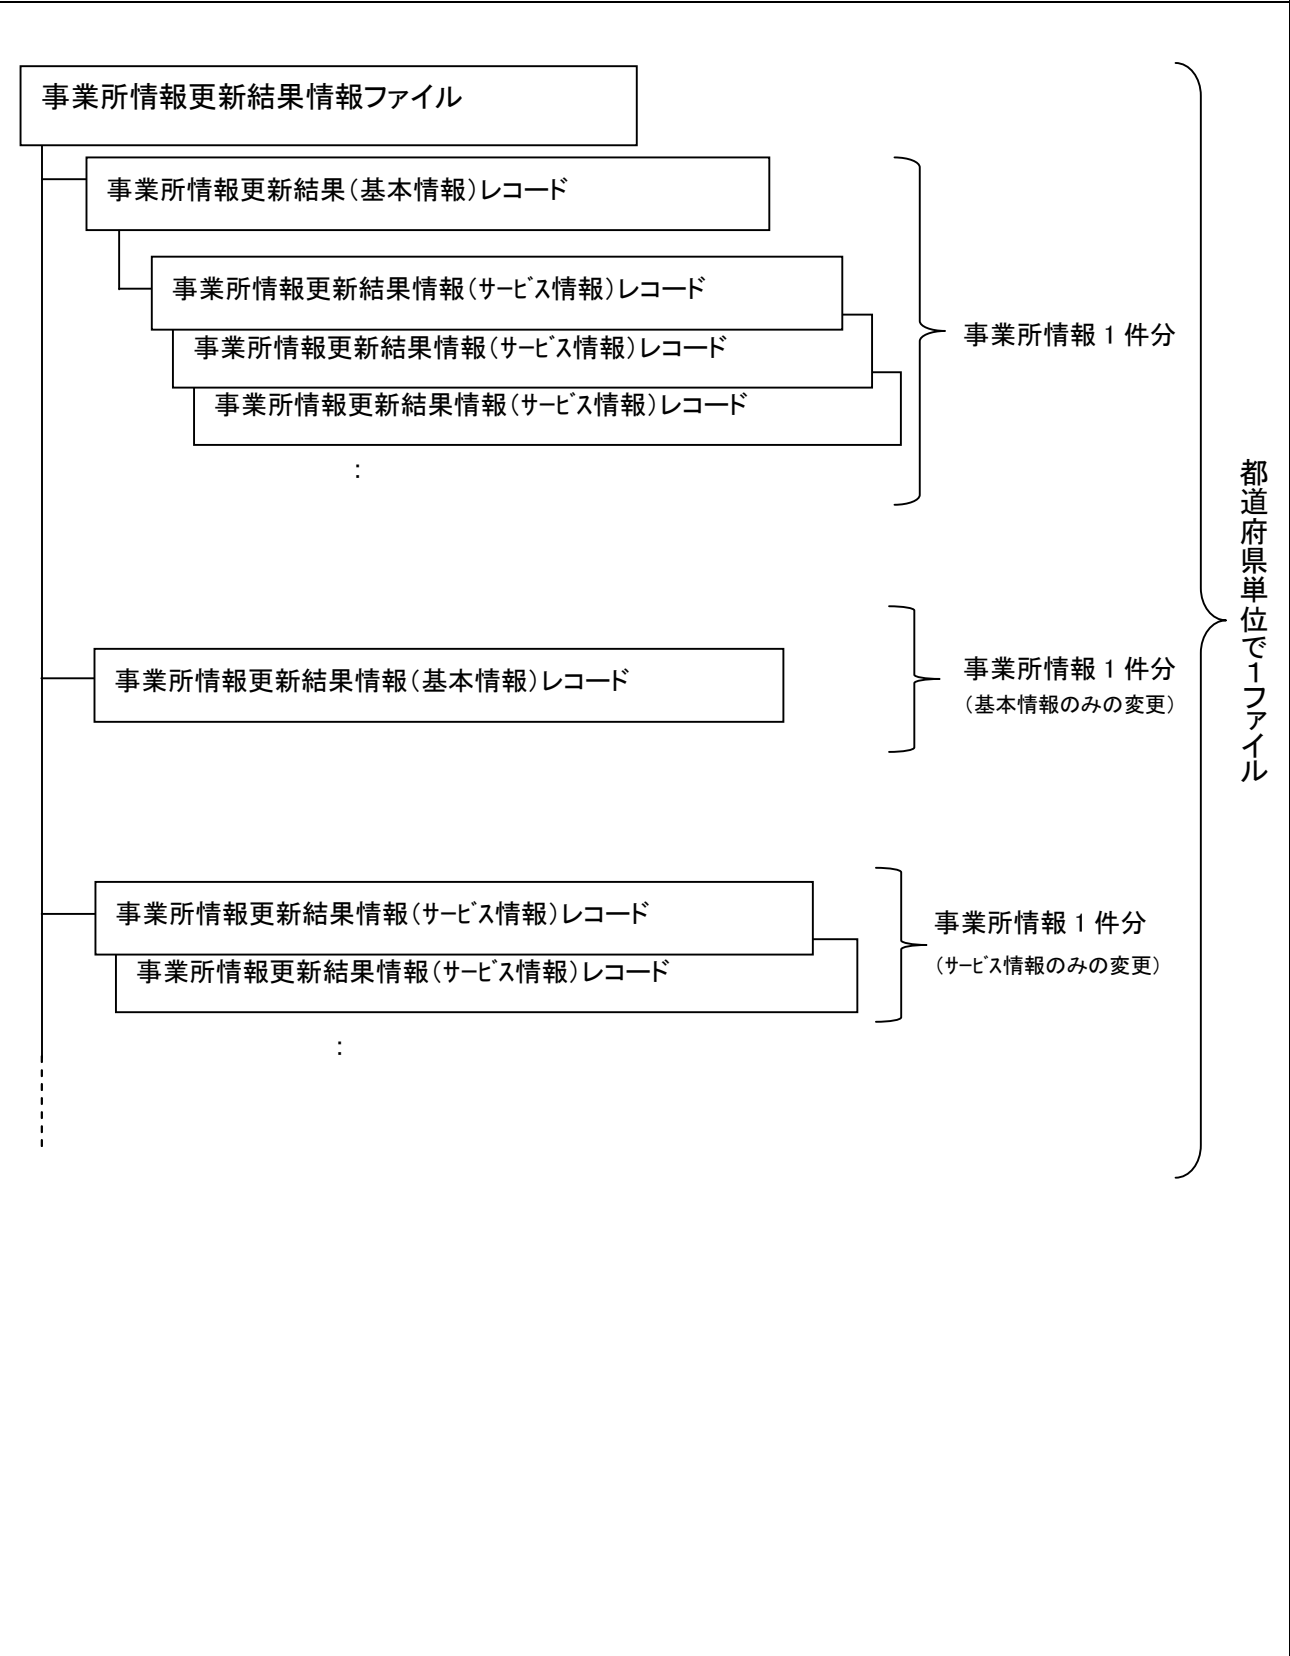 事業所情報更新結果情報ファイル
事業所情報更新結果（基本情報）レコード
事業所情報更新結果情報（ｻｰﾋﾞｽ情報）レコード
事業所情報更新結果情報（ｻｰﾋﾞｽ情報）レコード
事業所情報更新結果情報（ｻｰﾋﾞｽ情報）レコード
：
事業所情報 1 件分
事業所情報更新結果情報（基本情報）レコード
事業所情報 1 件分
（基本情報のみの変更）
事業所情報更新結果情報（ｻｰﾋﾞｽ情報）レコード
事業所情報更新結果情報（ｻｰﾋﾞｽ情報）レコード
：
事業所情報 1 件分
（ｻｰﾋﾞｽ情報のみの変更）
都道府県単位で１ファイル